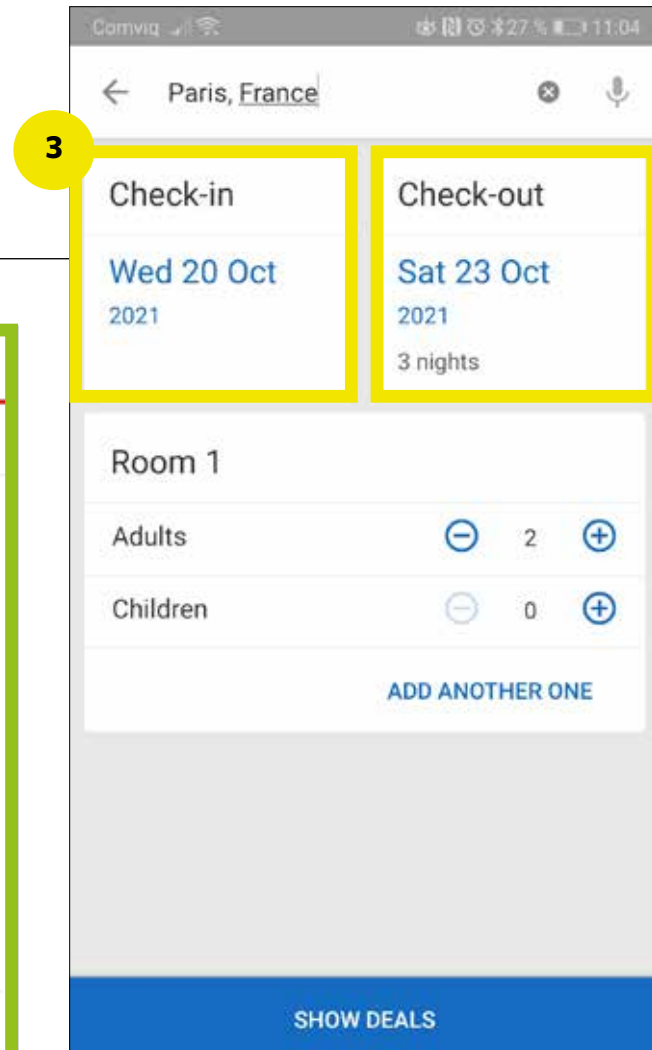 Comviq 27 % 11:04
Paris, France
3
Check-in Check-out
Wed 20 Oct Sat 23 Oct
2021 2021
3 nights
Room 1
Adults 2
Children 0
ADD ANOTHER ONE
SHOW DEALS